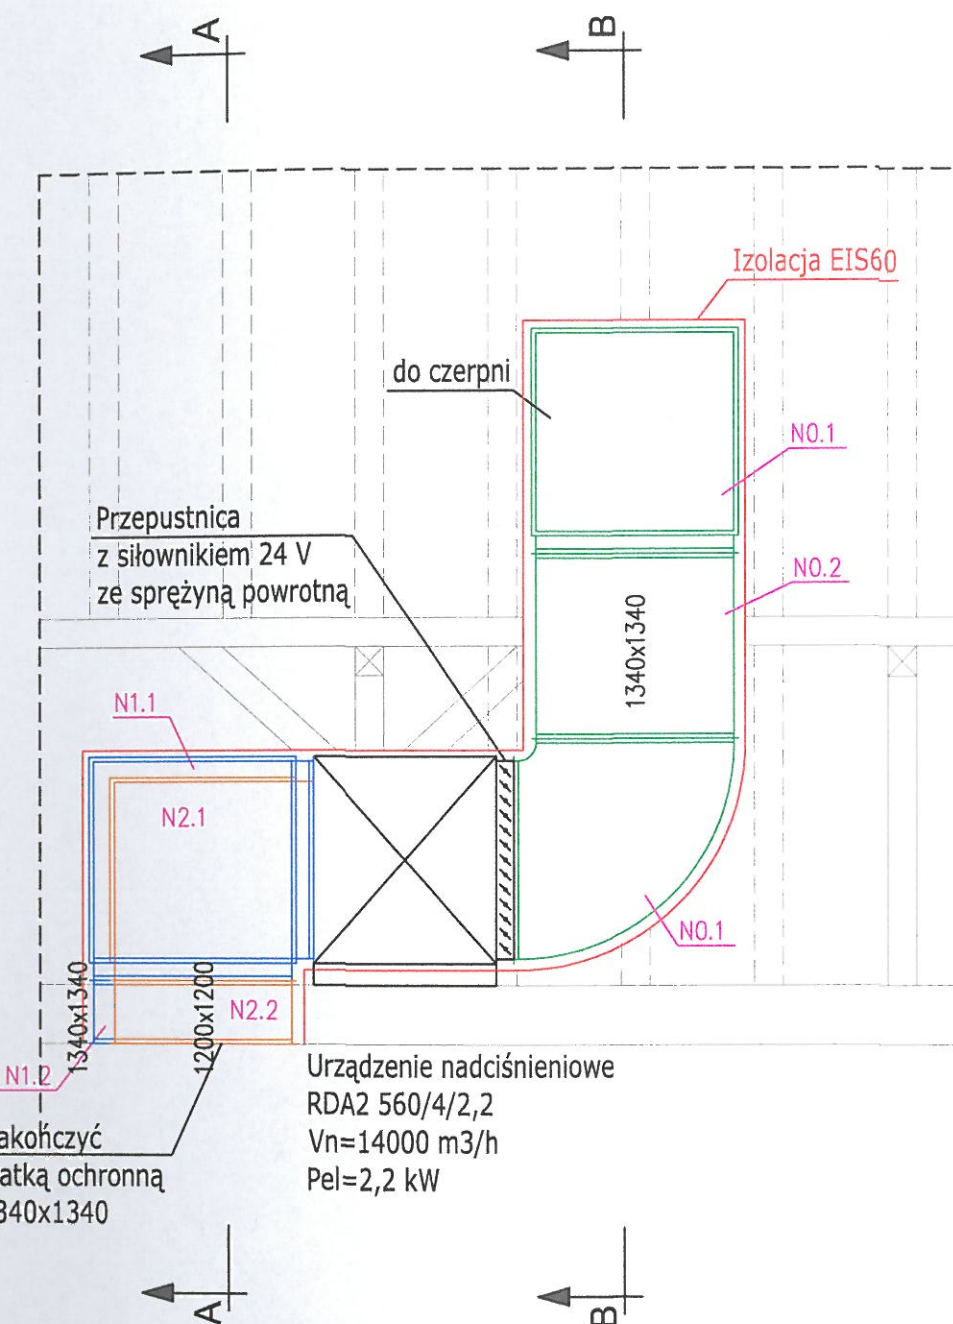 A
B
Izolacja EIS60
do czerpni
N0.1
Przepustnica
z siłownikiem 24 V
ze sprężyną powrotną
N0.2
1340x1340
N1.1
N2.1
N0.1
1340x1340
1200x1200
N2.2
N1.2
Urządzenie nadciśnieniowe
RDA2 560/4/2,2
Vn=14000 m3/h
Pel=2,2 kW
akończyć
atką ochronną
340x1340
A
B